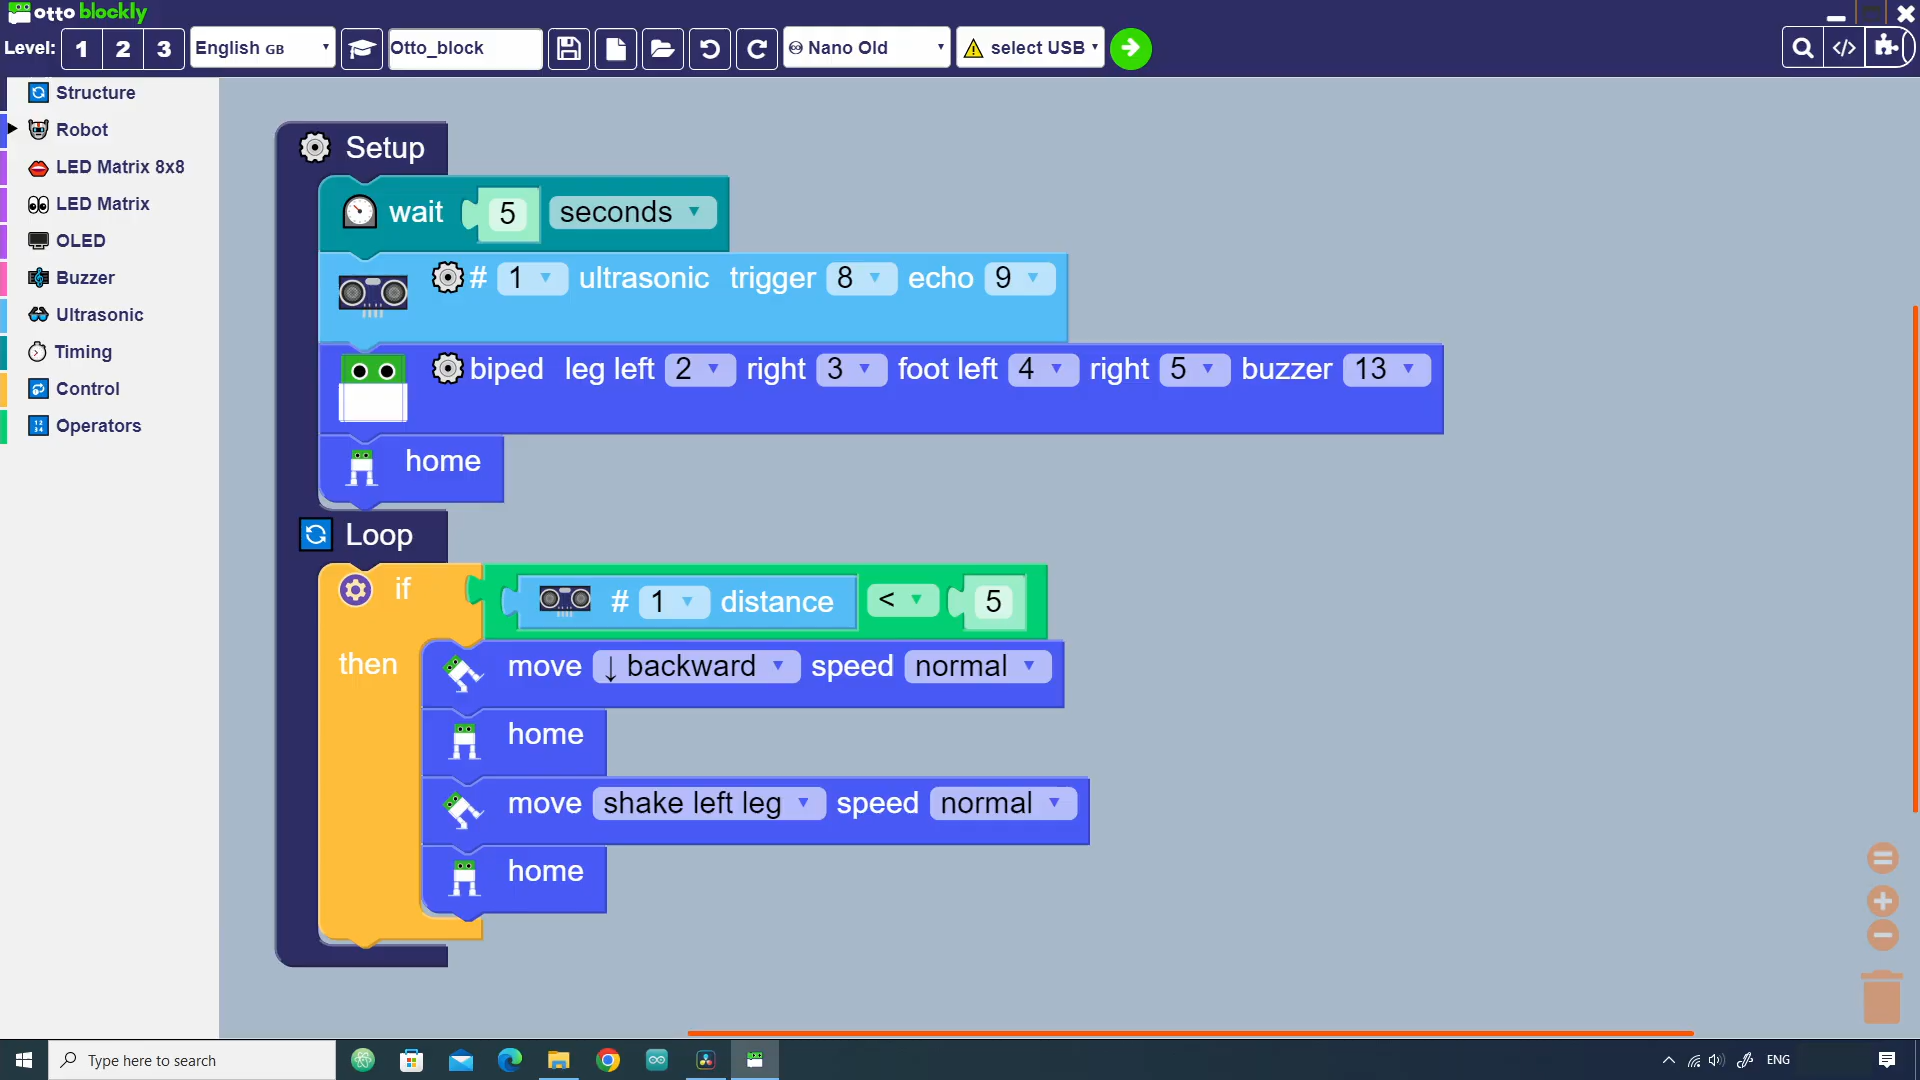 otto blockly
Level: 1 2 3 English GB Otto_block Nano Old select USB
Structure
Robot
LED Matrix 8x8
LED Matrix
OLED
Buzzer
Ultrasonic
Timing
Control
Operators
Setup
wait 5 seconds
# 1 ultrasonic trigger 8 echo 9
biped leg left 2 right 3 foot left 4 right 5 buzzer 13
home
Loop
if # 1 distance < 5
then move ↓ backward speed normal
home
move shake left leg speed normal
home
Type here to search
ENG